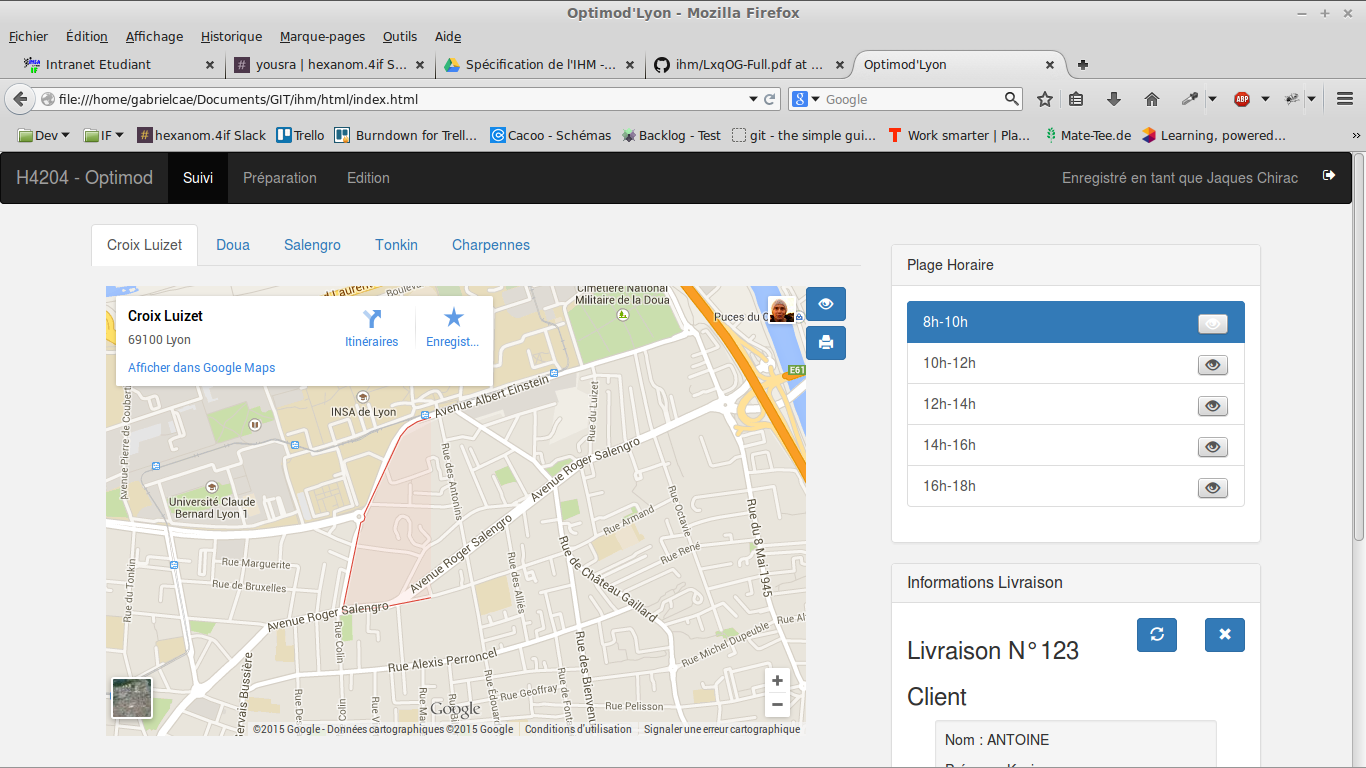 Optimod'Lyon - Mozilla Firefox
Fichier Édition Affichage Historique Marque-pages Outils Aide
Intranet Etudiant
yousra | hexanom.4if S...
Spécification de l'IHM -...
ihm/LxqOG-Full.pdf at ...
Optimod'Lyon
file:///home/gabrielcae/Documents/GIT/ihm/html/index.html
Google
ABP
Dev IF hexanom.4if Slack Trello Burndown for Trell... Cacoo - Schémas Backlog - Test git - the simple gui... Work smarter | Pla... Mate-Tee.de Learning, powered... »
H4204 - Optimod Suivi Préparation Edition Enregistré en tant que Jaques Chirac
Croix Luizet Doua Salengro Tonkin Charpennes
Croix Luizet
69100 Lyon
Afficher dans Google Maps
Itinéraires
Enregist...
Cimetière National
Militaire de la Doua
Puces du
E61
Avenue Albert Einstein
INSA de Lyon
Rue du Luizet
Avenue Roger Salengro
Rue des Antonins
Université Claude
Bernard Lyon 1
Avenue Roger Salengro
Rue Armand
Rue Octavie
Rue René
Rue du 8 Mai 1945
Rue Marguerite
Rue de Bruxelles
Rue du Tonkin
Rue des Alliés
Rue de Château Gaillard
Avenue Roger Salengro
Rue Colin
Rue Michel Dupeuble
Rue Alexis Perroncel
Rue Geoffray
Rue Pelisson
Rue des Bienvenu
Google
©2015 Google - Données cartographiques ©2015 Google Conditions d'utilisation Signaler une erreur cartographique
Plage Horaire
8h-10h
10h-12h
12h-14h
14h-16h
16h-18h
Informations Livraison
Livraison N°123
Client
Nom : ANTOINE